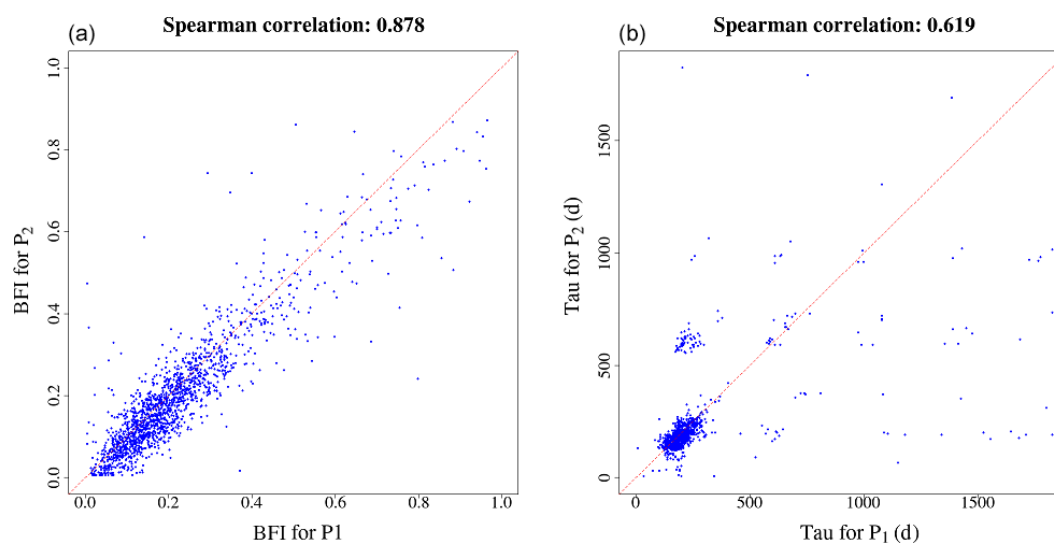 Spearman correlation: 0.878
(a)
1.0
0.8
0.6
0.4
0.2
0.0
BFI for P2
0.0 0.2 0.4 0.6 0.8 1.0
BFI for P1
Spearman correlation: 0.619
(b)
1500
1000
500
0
Tau for P2 (d)
0 500 1000 1500
Tau for P1 (d)